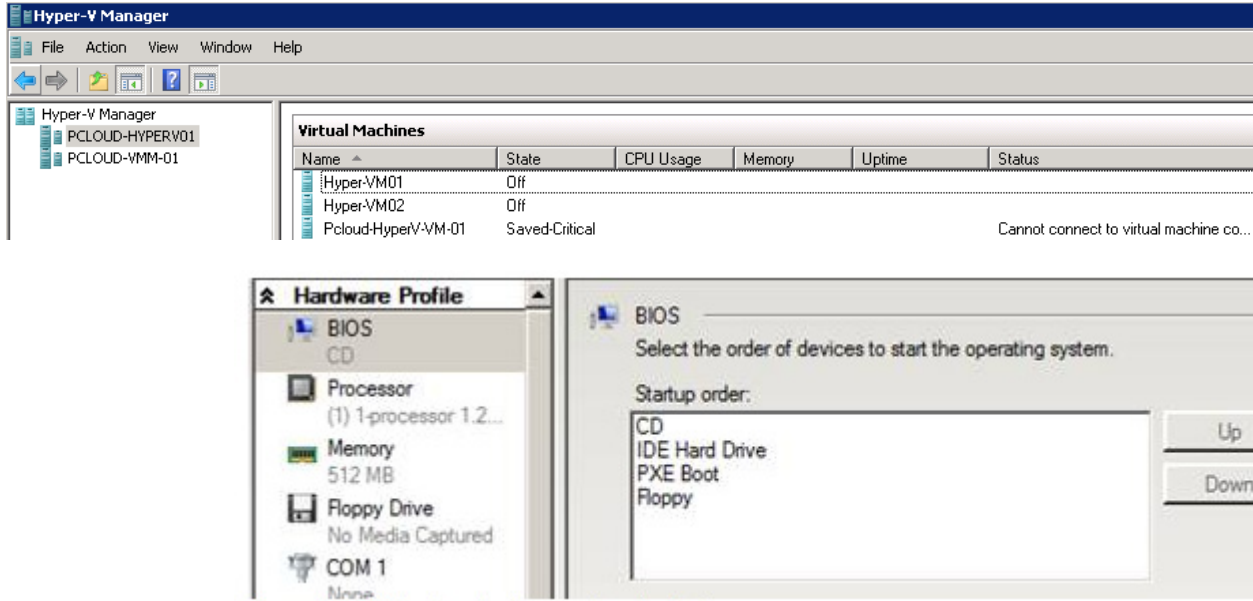 Hyper-V Manager
File Action View Window Help
Hyper-V Manager
PCLOUD-HYPERV01
PCLOUD-VMM-01
Virtual Machines
Name State CPU Usage Memory Uptime Status
Hyper-VM01 Off
Hyper-VM02 Off
Pcloud-HyperV-VM-01 Saved-Critical Cannot connect to virtual machine co...
Hardware Profile
BIOS
CD
Processor
(1) 1-processor 1.2...
Memory
512 MB
Floppy Drive
No Media Captured
COM 1
None
BIOS
Select the order of devices to start the operating system.
Startup order:
CD
IDE Hard Drive
PXE Boot
Floppy
Up
Down